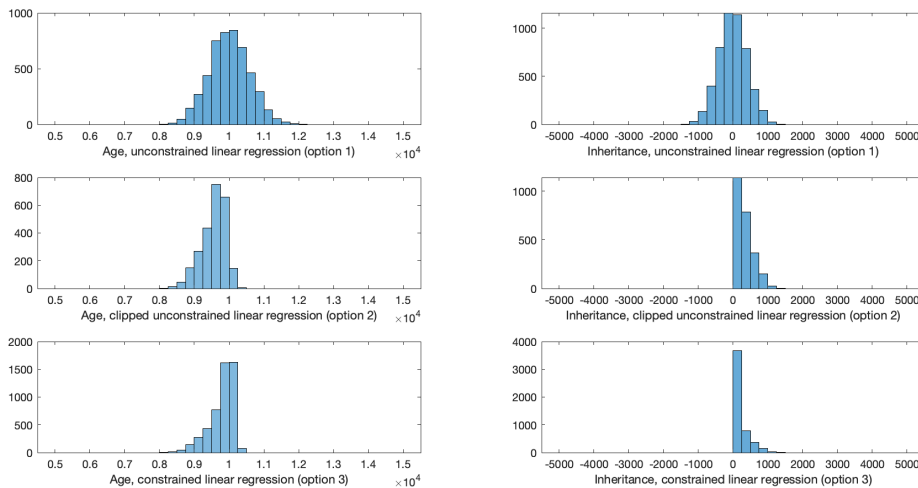 1000
500
0
0.5 0.6 0.7 0.8 0.9 1 1.1 1.2 1.3 1.4 1.5
Age, unconstrained linear regression (option 1)
×10⁴
1000
500
0
-5000 -4000 -3000 -2000 -1000 0 1000 2000 3000 4000 5000
Inheritance, unconstrained linear regression (option 1)
800
600
400
200
0
0.5 0.6 0.7 0.8 0.9 1 1.1 1.2 1.3 1.4 1.5
Age, clipped unconstrained linear regression (option 2)
×10⁴
1000
500
0
-5000 -4000 -3000 -2000 -1000 0 1000 2000 3000 4000 5000
Inheritance, clipped unconstrained linear regression (option 2)
2000
1500
1000
500
0
0.5 0.6 0.7 0.8 0.9 1 1.1 1.2 1.3 1.4 1.5
Age, constrained linear regression (option 3)
×10⁴
4000
3000
2000
1000
0
-5000 -4000 -3000 -2000 -1000 0 1000 2000 3000 4000 5000
Inheritance, constrained linear regression (option 3)